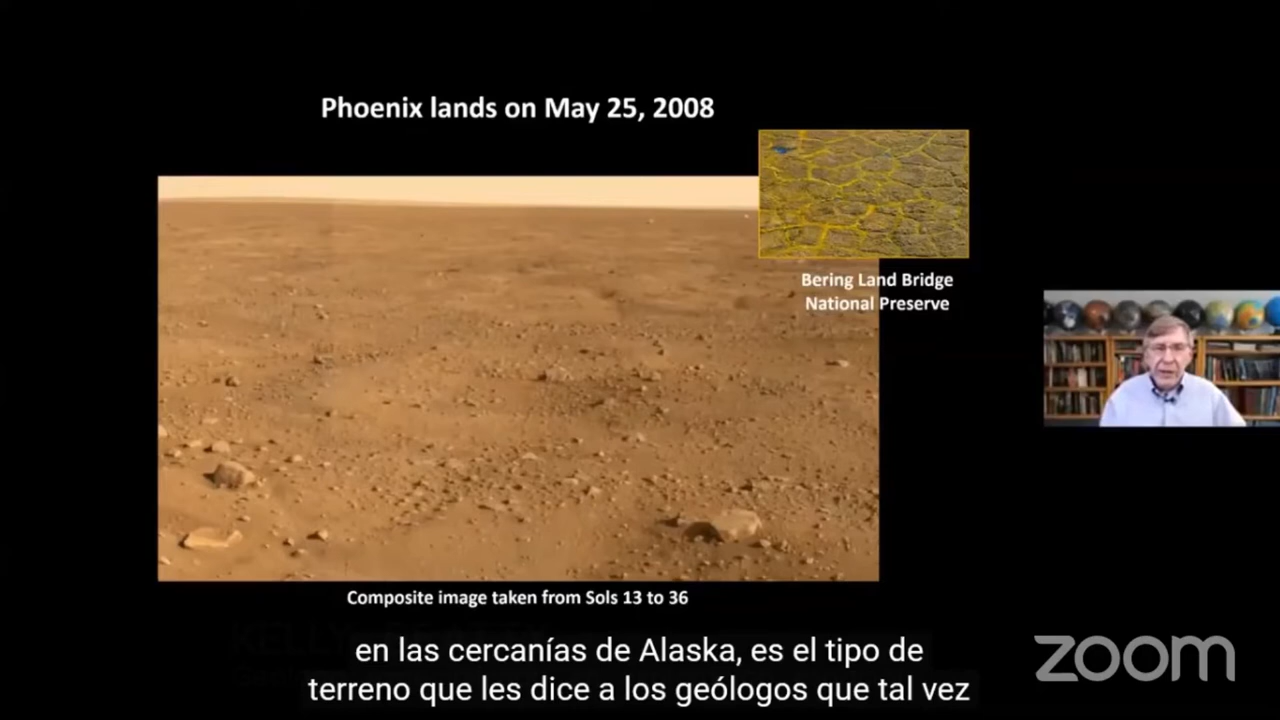 Phoenix lands on May 25, 2008
Bering Land Bridge
National Preserve
Composite image taken from Sols 13 to 36
KELLY
en las cercanías de Alaska, es el tipo de
terreno que les dice a los geólogos que tal vez
zoom